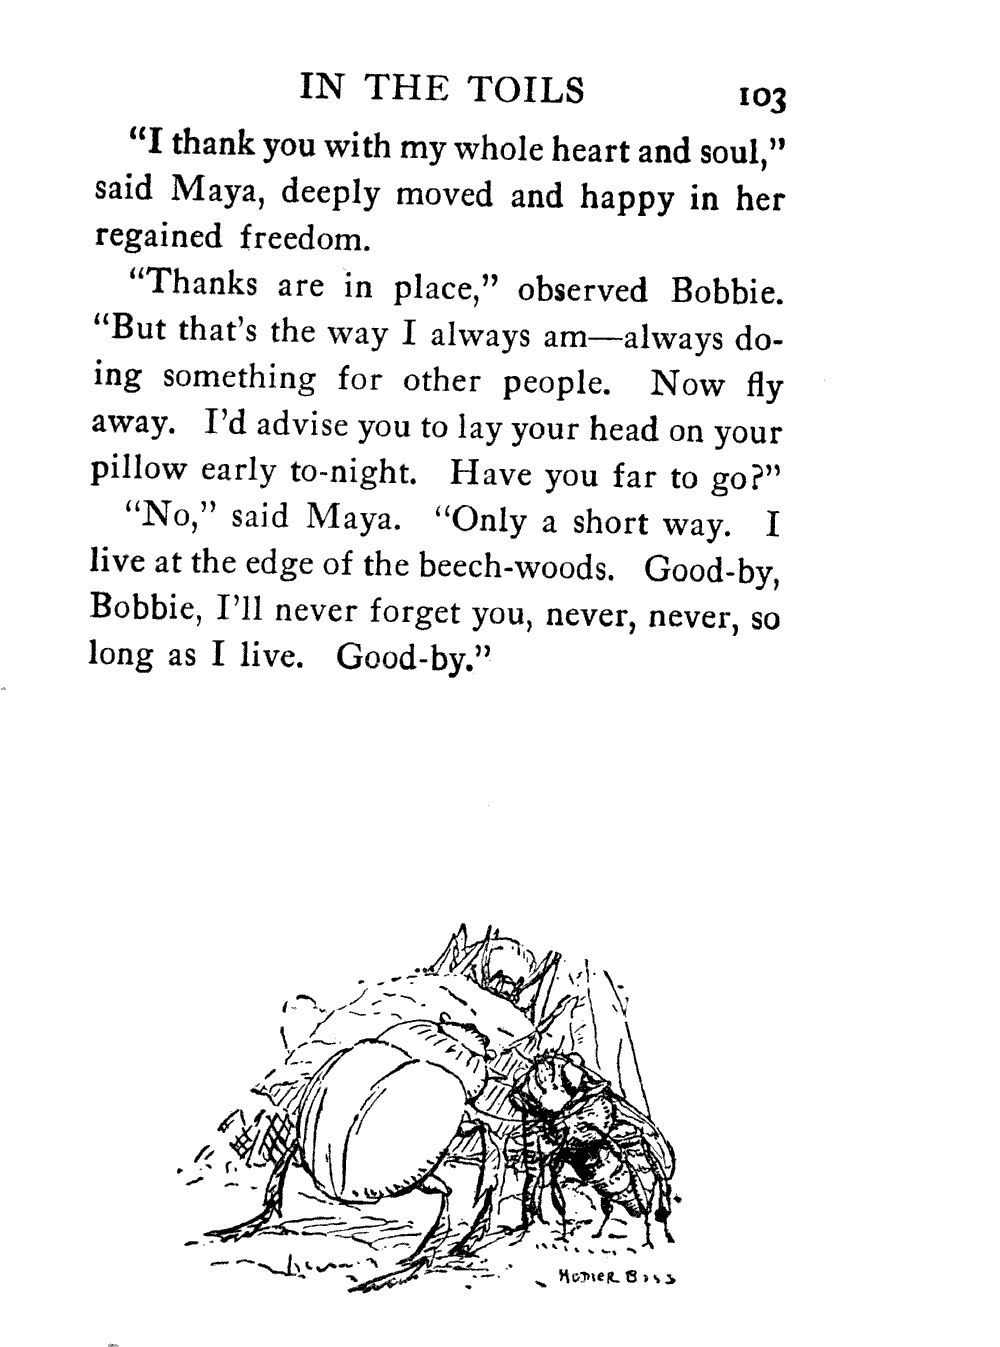 IN THE TOILS 103
“I thank you with my whole heart and soul,”
said Maya, deeply moved and happy in her
regained freedom.
“Thanks are in place,” observed Bobbie.
“But that’s the way I always am—always do-
ing something for other people. Now fly
away. I’d advise you to lay your head on your
pillow early to-night. Have you far to go?”
“No,” said Maya. “Only a short way. I
live at the edge of the beech-woods. Good-by,
Bobbie, I’ll never forget you, never, never, so
long as I live. Good-by.”
HOMER BOSS